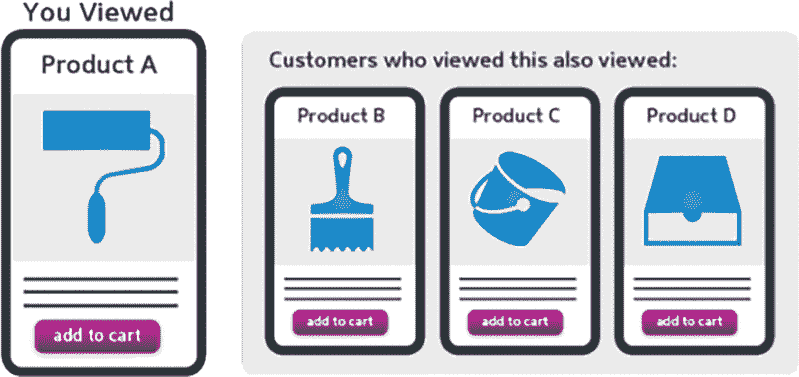 You Viewed
Product A
add to cart
Customers who viewed this also viewed:
Product B
add to cart
Product C
add to cart
Product D
add to cart